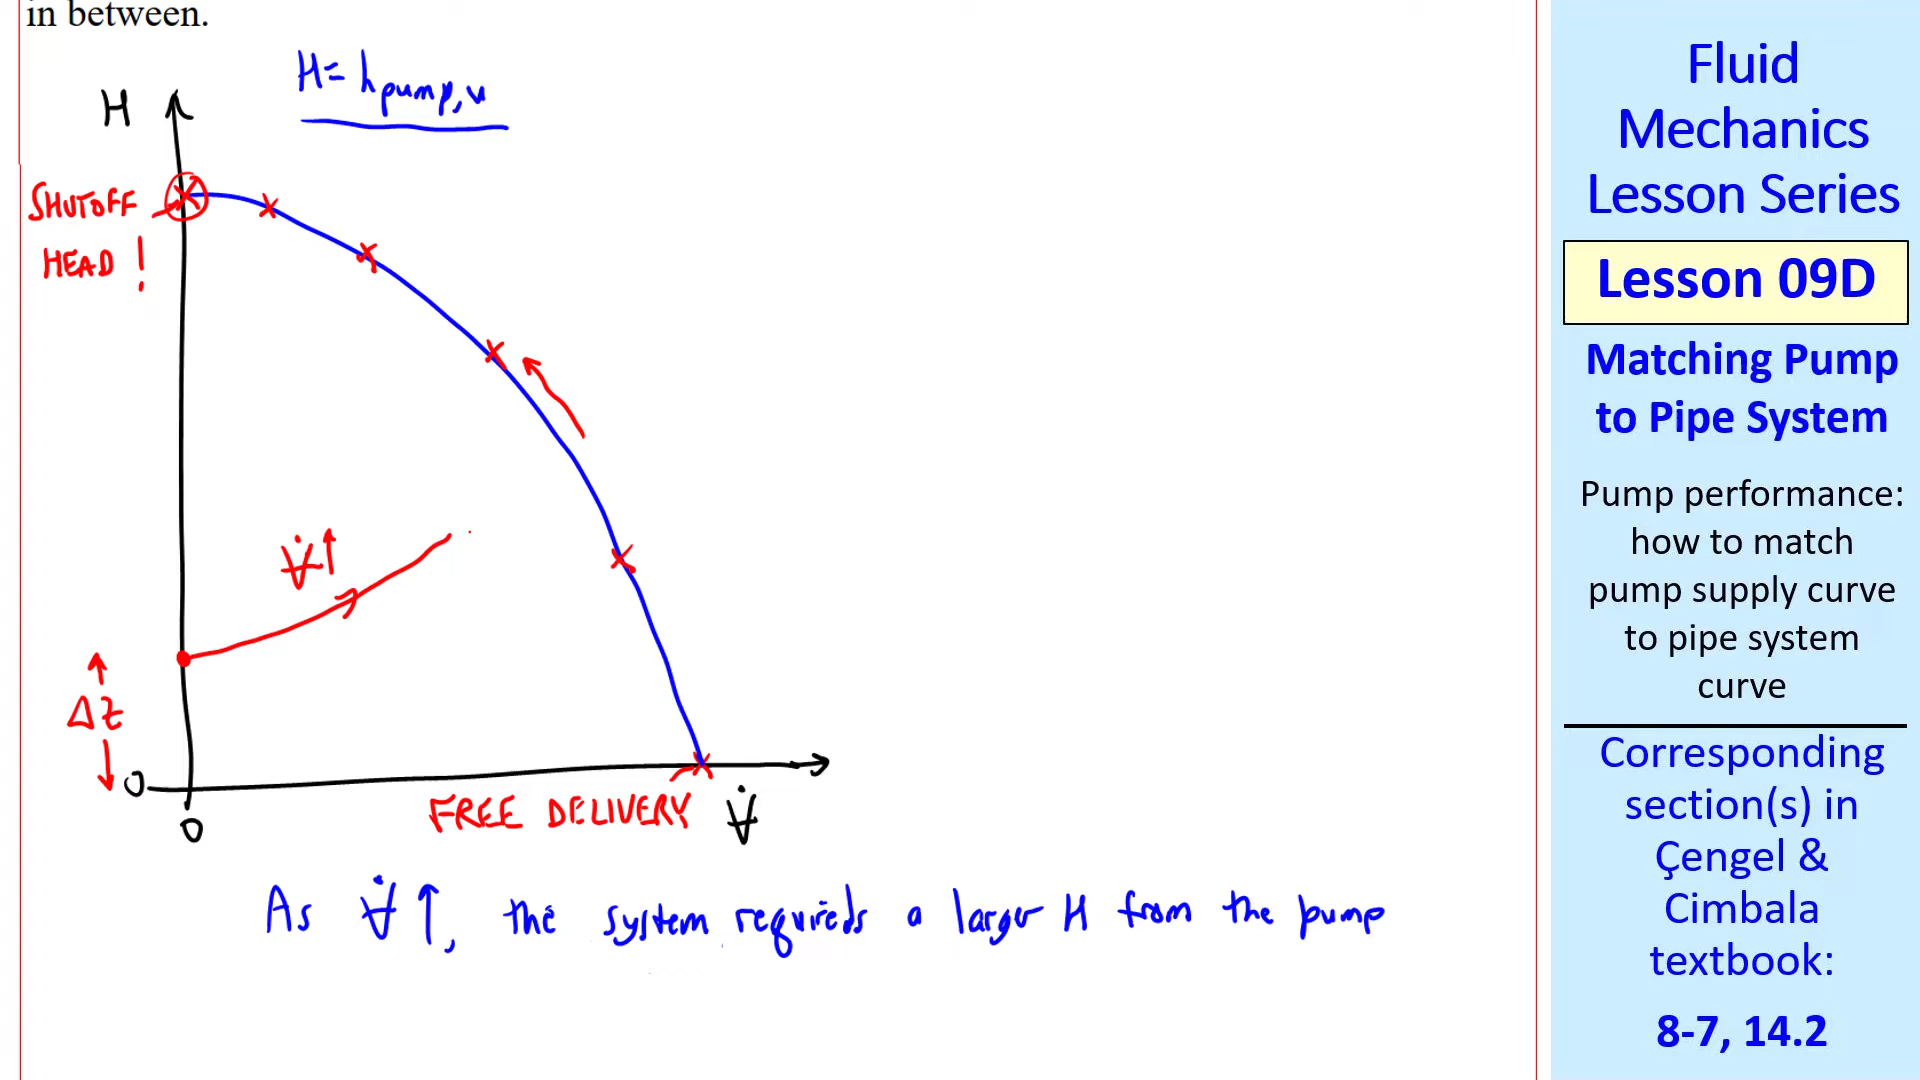 in between.
H = h pump,u
H
SHUTOFF
HEAD !
V̇↑
ΔZ
0
0
FREE DELIVERY
V̇
As V̇ ↑, the system requireds a larger H from the pump
Fluid
Mechanics
Lesson Series
Lesson 09D
Matching Pump
to Pipe System
Pump performance:
how to match
pump supply curve
to pipe system
curve
Corresponding
section(s) in
Çengel &
Cimbala
textbook:
8-7, 14.2